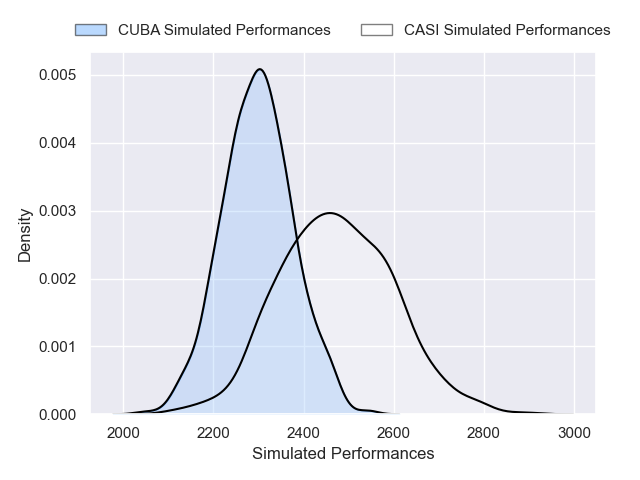 CUBA Simulated Performances
CASI Simulated Performances
Density
0.005
0.004
0.003
0.002
0.001
0.000
2000 2200 2400 2600 2800 3000
Simulated Performances